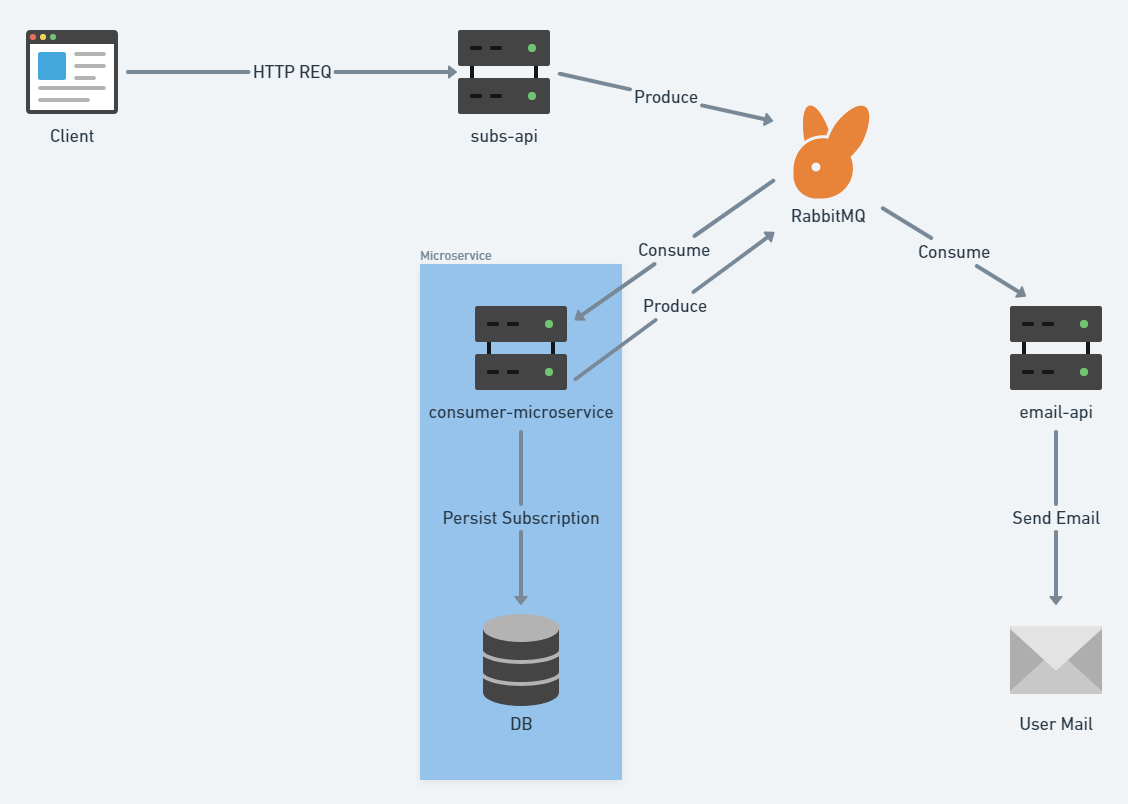 HTTP REQ
Client
subs-api
Produce
RabbitMQ
Consume
Consume
Microservice
Produce
consumer-microservice
email-api
Persist Subscription
Send Email
DB
User Mail